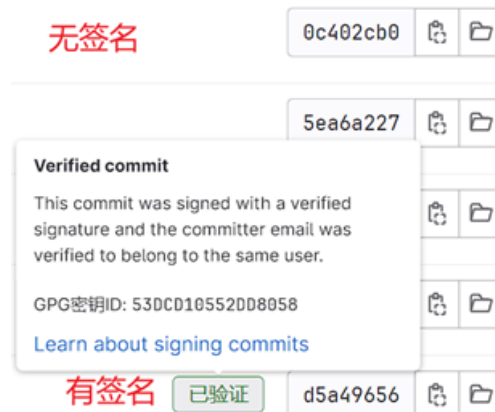 无签名
0c402cb0
5ea6a227
Verified commit
This commit was signed with a verified
signature and the committer email was
verified to belong to the same user.
GPG密钥ID: 53DCD10552DD8058
Learn about signing commits
有签名 已验证 d5a49656